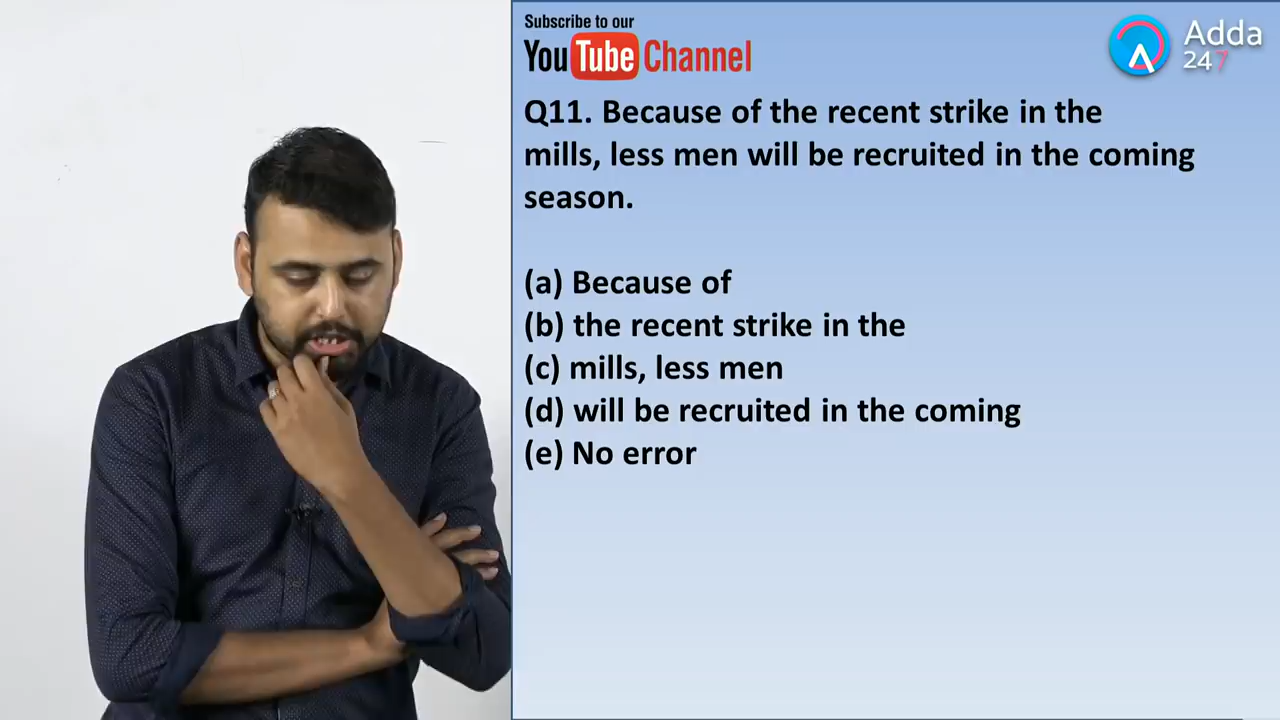 Subscribe to our
YouTube Channel
Adda
247
Q11. Because of the recent strike in the
mills, less men will be recruited in the coming
season.
(a) Because of
(b) the recent strike in the
(c) mills, less men
(d) will be recruited in the coming
(e) No error